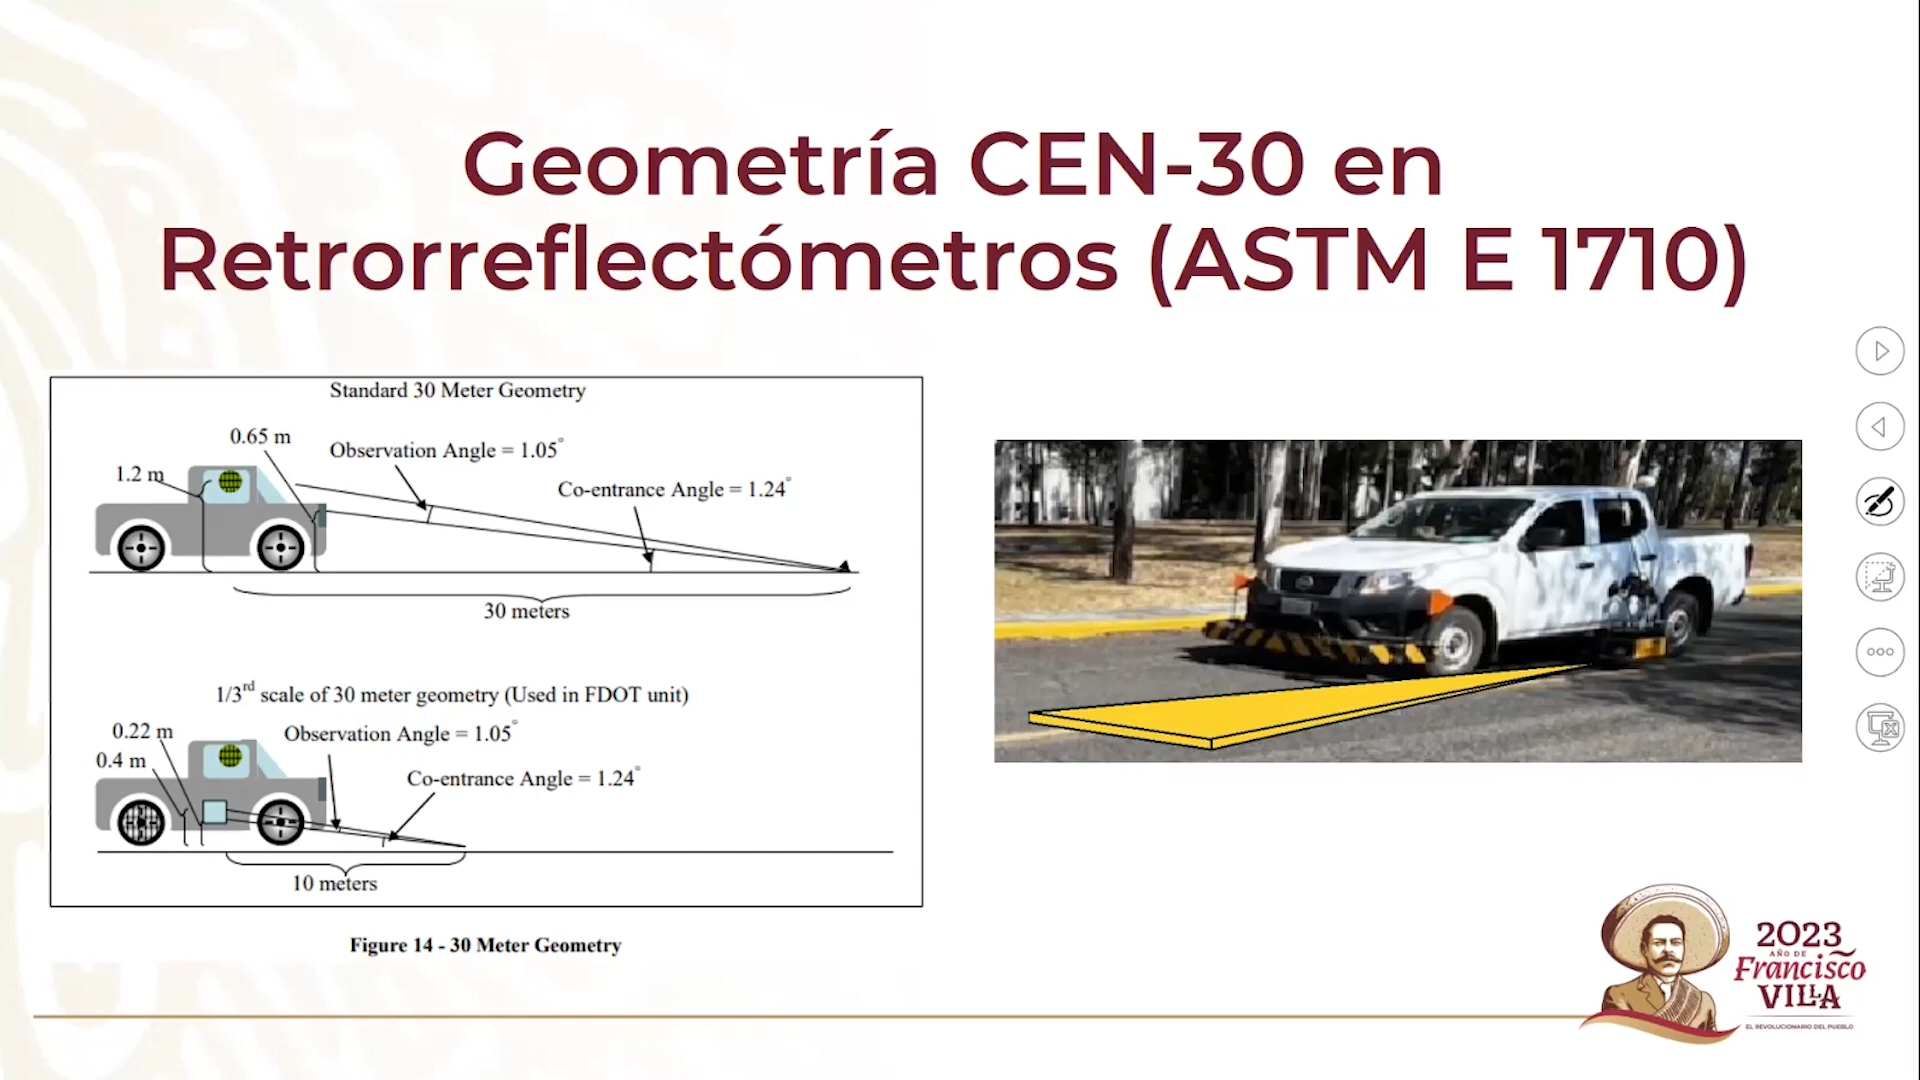 Geometría CEN-30 en
Retrorreflectómetros (ASTM E 1710)
Standard 30 Meter Geometry
0.65 m
Observation Angle = 1.05°
1.2 m
Co-entrance Angle = 1.24°
30 meters
1/3rd scale of 30 meter geometry (Used in FDOT unit)
0.22 m
Observation Angle = 1.05°
0.4 m
Co-entrance Angle = 1.24°
10 meters
Figure 14 - 30 Meter Geometry
2023
AÑO DE
Francisco
VILLA
EL REVOLUCIONARIO DEL PUEBLO